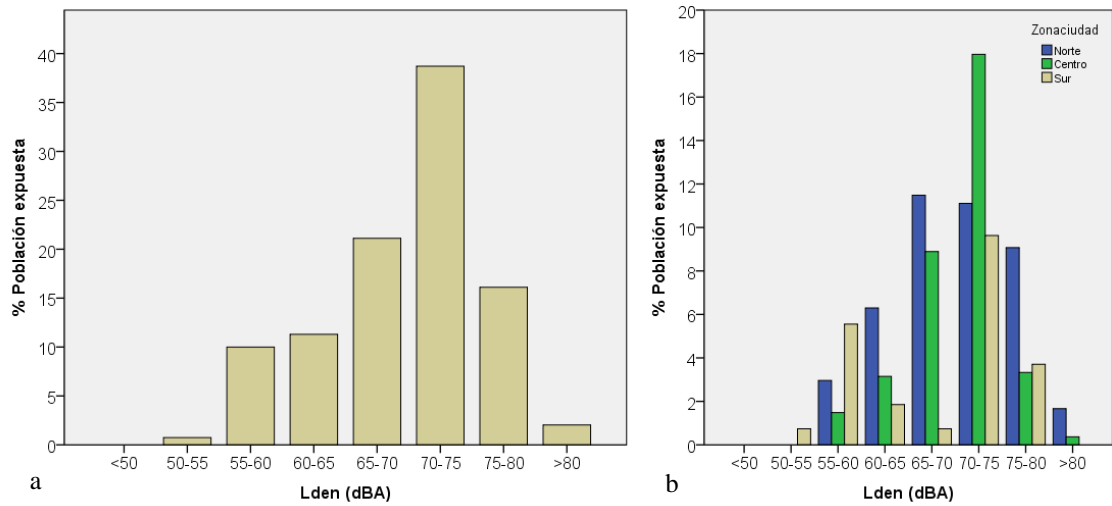 % Población expuesta
40
35
30
25
20
15
10
5
0
<50 50-55 55-60 60-65 65-70 70-75 75-80 >80
Lden (dBA)
a
% Población expuesta
20
18
16
14
12
10
8
6
4
2
0
Zonaciudad
Norte
Centro
Sur
<50 50-55 55-60 60-65 65-70 70-75 75-80 >80
Lden (dBA)
b